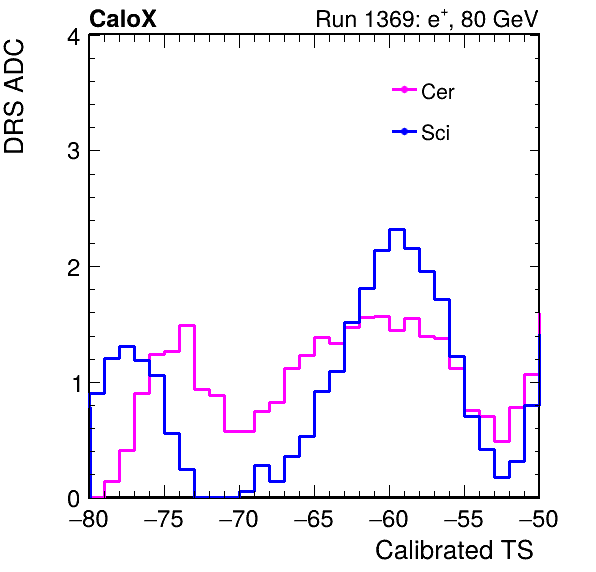 CaloX Run 1369: e⁺, 80 GeV
DRS ADC
4
3
2
1
0
Cer
Sci
−80 −75 −70 −65 −60 −55 −50
Calibrated TS